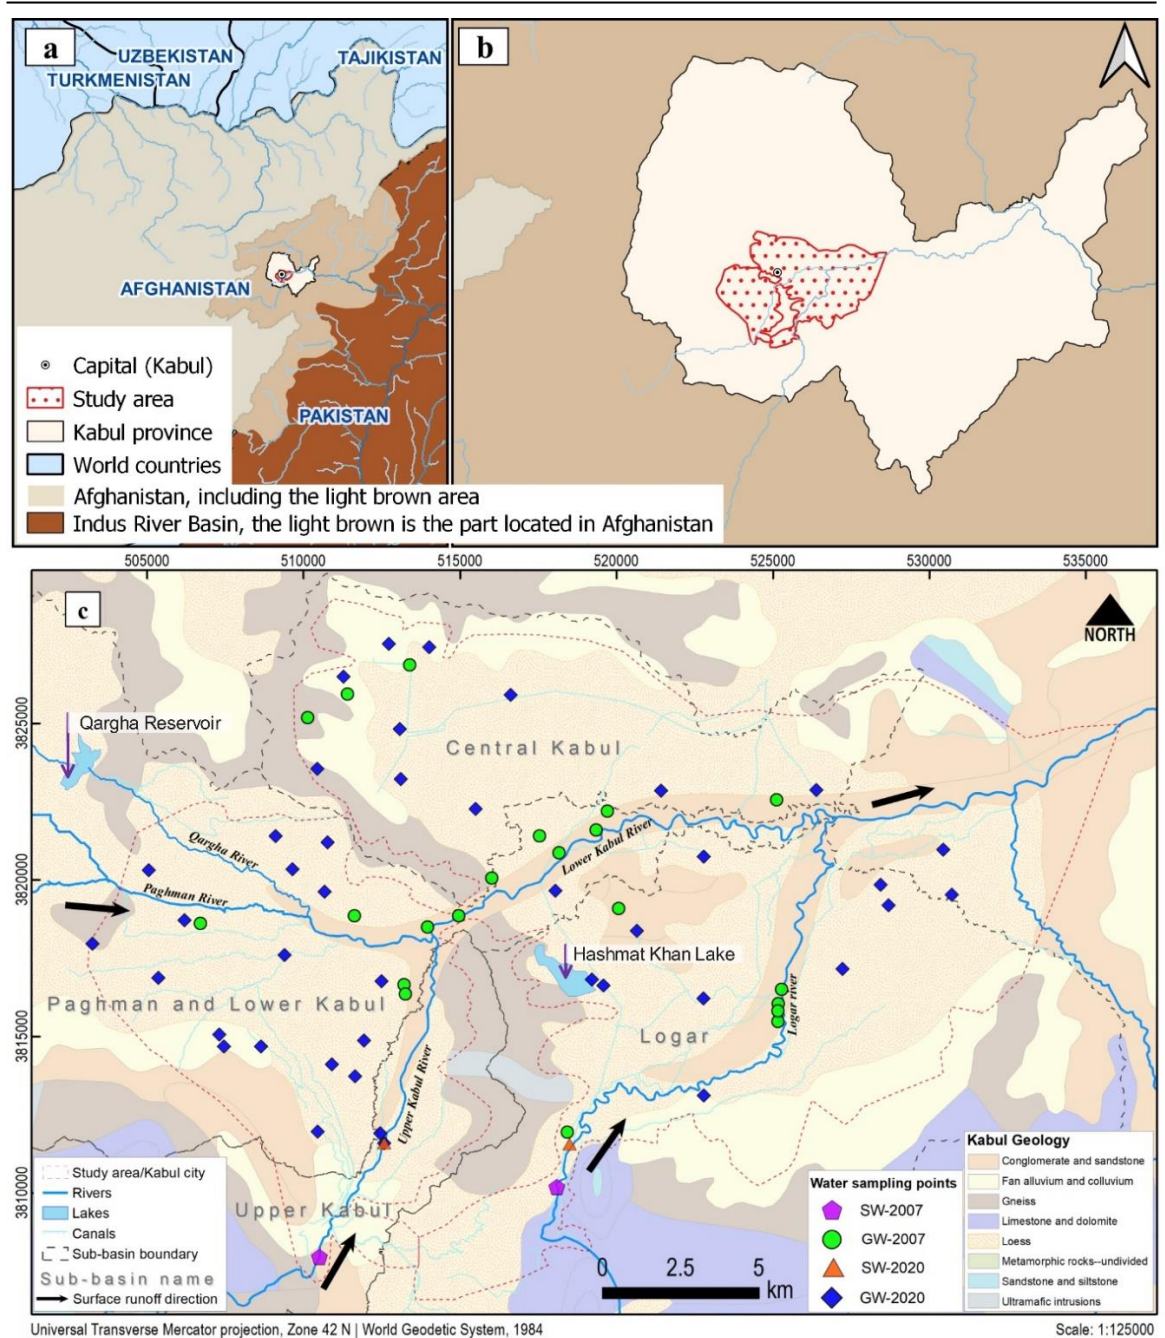 a
UZBEKISTAN
TURKMENISTAN
TAJIKISTAN
AFGHANISTAN
PAKISTAN
Capital (Kabul)
Study area
Kabul province
World countries
Afghanistan, including the light brown area
Indus River Basin, the light brown is the part located in Afghanistan
b
505000 510000 515000 520000 525000 530000 535000
c
NORTH
3825000
3820000
3815000
3810000
Qargha Reservoir
Central Kabul
Qargha River
Lower Kabul River
Paghman River
Hashmat Khan Lake
Paghman and Lower Kabul
Logar
Logar river
Upper Kabul River
Upper Kabul
Study area/Kabul city
Rivers
Lakes
Canals
Sub-basin boundary
Sub-basin name
Surface runoff direction
0 2.5 5
km
Water sampling points
SW-2007
GW-2007
SW-2020
GW-2020
Kabul Geology
Conglomerate and sandstone
Fan alluvium and colluvium
Gneiss
Limestone and dolomite
Loess
Metamorphic rocks--undivided
Sandstone and siltstone
Ultramafic intrusions
Universal Transverse Mercator projection, Zone 42 N | World Geodetic System, 1984
Scale: 1:125000